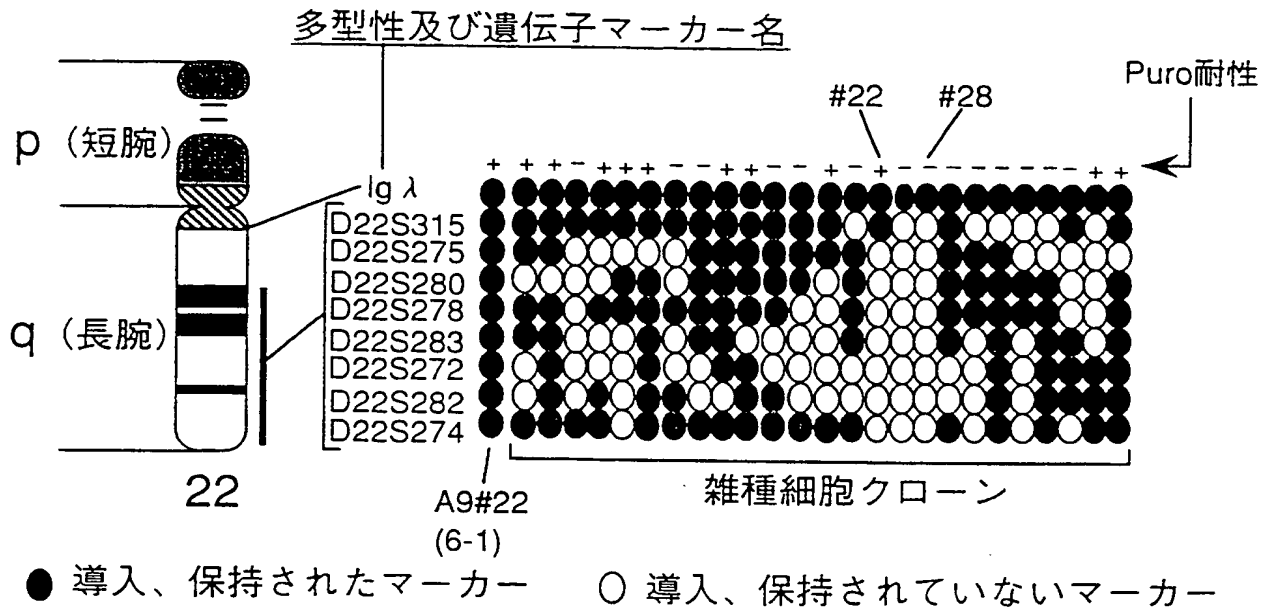 多型性及び遺伝子マーカー名
Puro耐性
#22 #28
p（短腕）
+ + + − + + + − − + + − − + − + − − − − − − − − + +
Ig λ
D22S315
D22S275
D22S280
D22S278
q（長腕）
D22S283
D22S272
D22S282
D22S274
22
A9#22
(6-1)
雑種細胞クローン
● 導入、保持されたマーカー ○ 導入、保持されていないマーカー